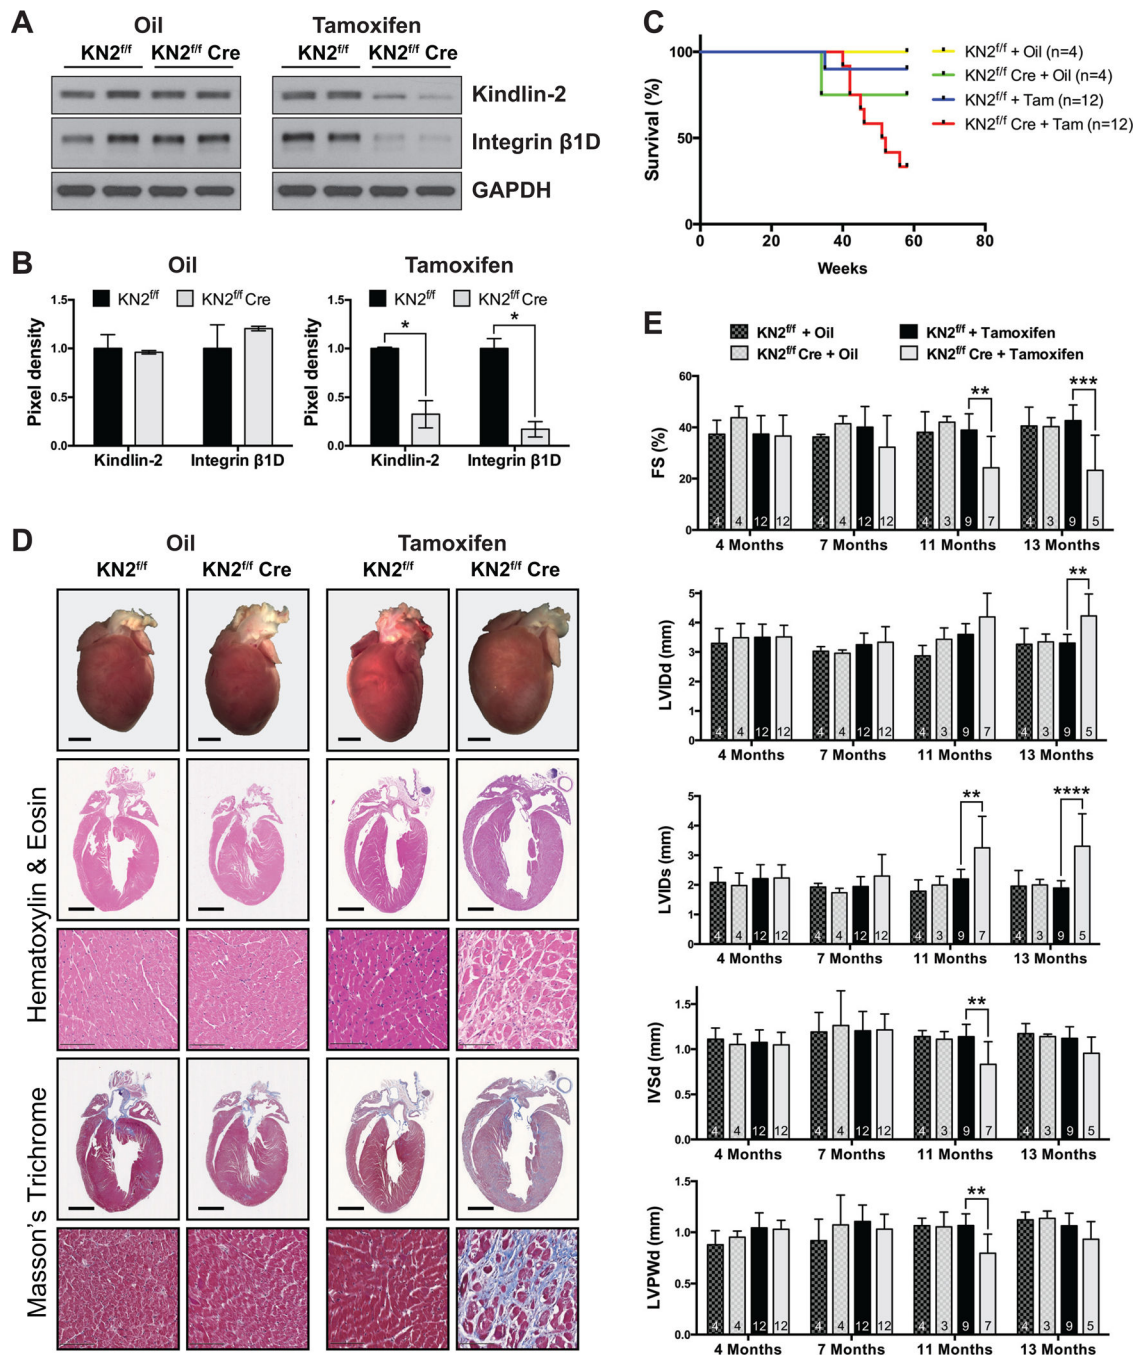 A
Oil Tamoxifen
KN2f/f KN2f/f Cre KN2f/f KN2f/f Cre
Kindlin-2
Integrin β1D
GAPDH
B
Oil Tamoxifen
KN2f/f KN2f/f Cre
Pixel density
1.5
1.0
0.5
0.0
Kindlin-2 Integrin β1D
KN2f/f KN2f/f Cre
Pixel density
1.5
1.0
0.5
0.0
* *
Kindlin-2 Integrin β1D
C
Survival (%)
100
50
0
0 20 40 60 80
Weeks
KN2f/f + Oil (n=4)
KN2f/f Cre + Oil (n=4)
KN2f/f + Tam (n=12)
KN2f/f Cre + Tam (n=12)
D
Oil Tamoxifen
KN2f/f KN2f/f Cre KN2f/f KN2f/f Cre
Hematoxylin & Eosin
Masson's Trichrome
E
KN2f/f + Oil KN2f/f + Tamoxifen
KN2f/f Cre + Oil KN2f/f Cre + Tamoxifen
FS (%)
60
40
20
0
** ***
4 4 12 12 4 4 12 12 4 3 9 7 4 3 9 5
4 Months 7 Months 11 Months 13 Months
LVIDd (mm)
5
4
3
2
1
0
**
4 4 12 12 4 4 12 12 4 3 9 7 4 3 9 5
4 Months 7 Months 11 Months 13 Months
LVIDs (mm)
5
4
3
2
1
0
** ****
4 4 12 12 4 4 12 12 4 3 9 7 4 3 9 5
4 Months 7 Months 11 Months 13 Months
IVSd (mm)
1.5
1.0
0.5
0.0
**
4 4 12 12 4 4 12 12 4 3 9 7 4 3 9 5
4 Months 7 Months 11 Months 13 Months
LVPWd (mm)
1.5
1.0
0.5
0.0
**
4 4 12 12 4 4 12 12 4 3 9 7 4 3 9 5
4 Months 7 Months 11 Months 13 Months